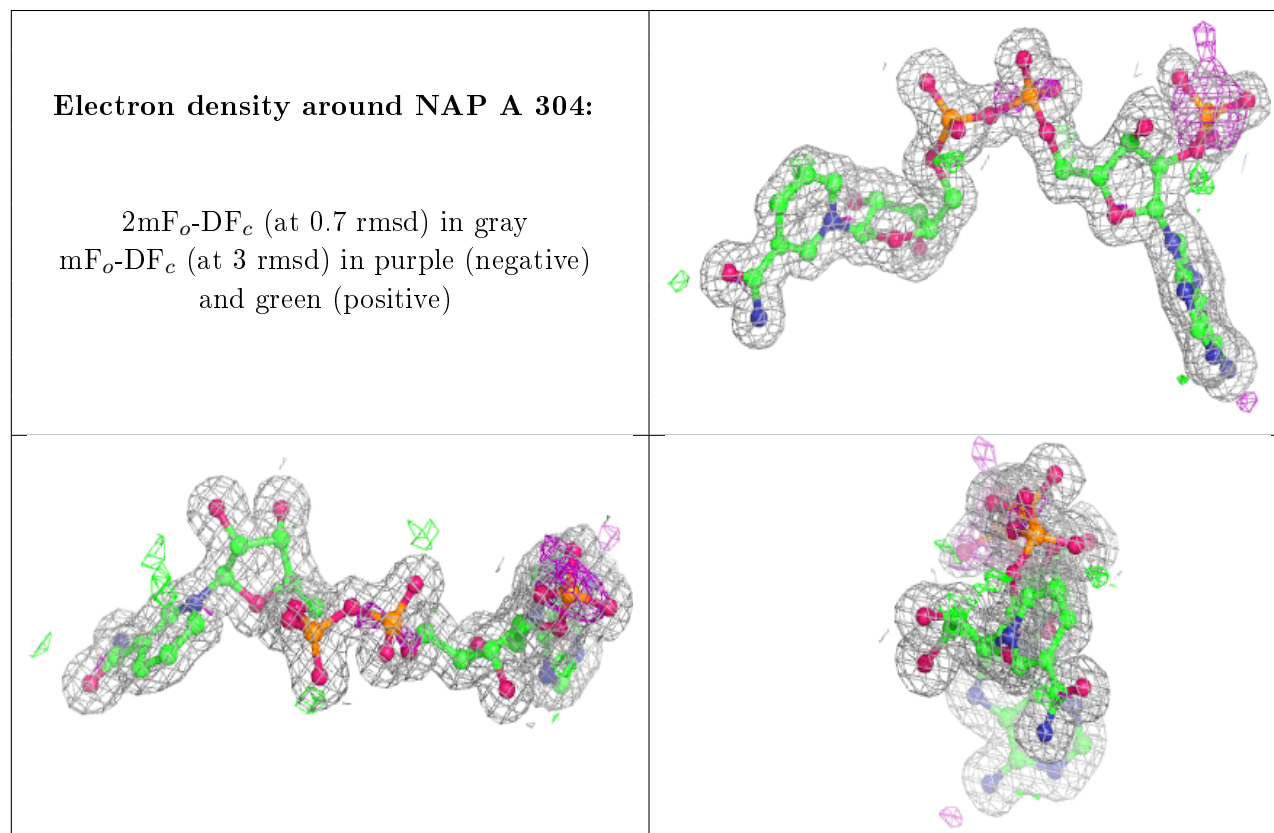 Electron density around NAP A 304:
2mFo-DFc (at 0.7 rmsd) in gray
mFo-DFc (at 3 rmsd) in purple (negative)
and green (positive)